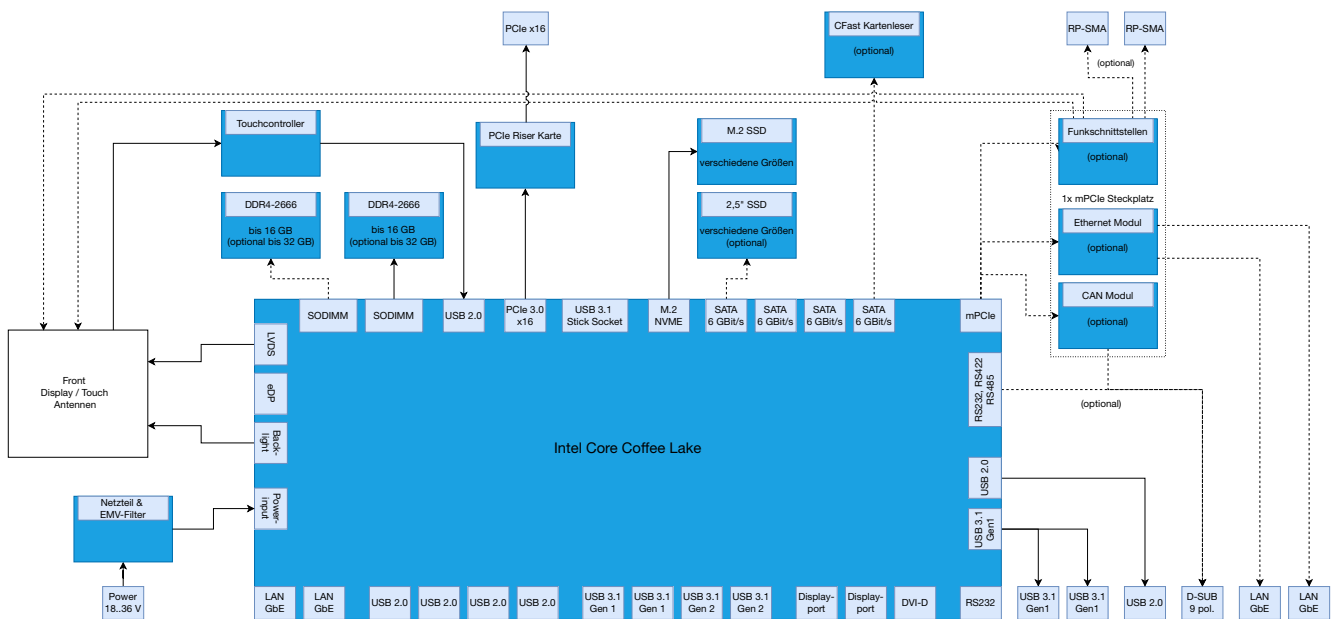 PCIe x16
CFast Kartenleser
(optional)
RP-SMA
RP-SMA
(optional)
Touchcontroller
PCIe Riser Karte
M.2 SSD
verschiedene Größen
Funkschnittstellen
(optional)
1x mPCIe Steckplatz
DDR4-2666
bis 16 GB
(optional bis 32 GB)
DDR4-2666
bis 16 GB
(optional bis 32 GB)
2,5" SSD
verschiedene Größen
(optional)
Ethernet Modul
(optional)
CAN Modul
(optional)
SODIMM
SODIMM
USB 2.0
PCIe 3.0
x16
USB 3.1
Stick Socket
M.2
NVME
SATA
6 GBit/s
SATA
6 GBit/s
SATA
6 GBit/s
SATA
6 GBit/s
mPCIe
Front
Display / Touch
Antennen
LVDS
eDP
Back-
light
Power-
input
RS232, RS422
RS485
(optional)
Intel Core Coffee Lake
USB 2.0
USB 3.1
Gen1
Netzteil &
EMV-Filter
Power
18..36 V
LAN
GbE
LAN
GbE
USB 2.0
USB 2.0
USB 2.0
USB 2.0
USB 3.1
Gen 1
USB 3.1
Gen 1
USB 3.1
Gen 2
USB 3.1
Gen 2
Display-
port
Display-
port
DVI-D
RS232
USB 3.1
Gen1
USB 3.1
Gen1
USB 2.0
D-SUB
9 pol.
LAN
GbE
LAN
GbE